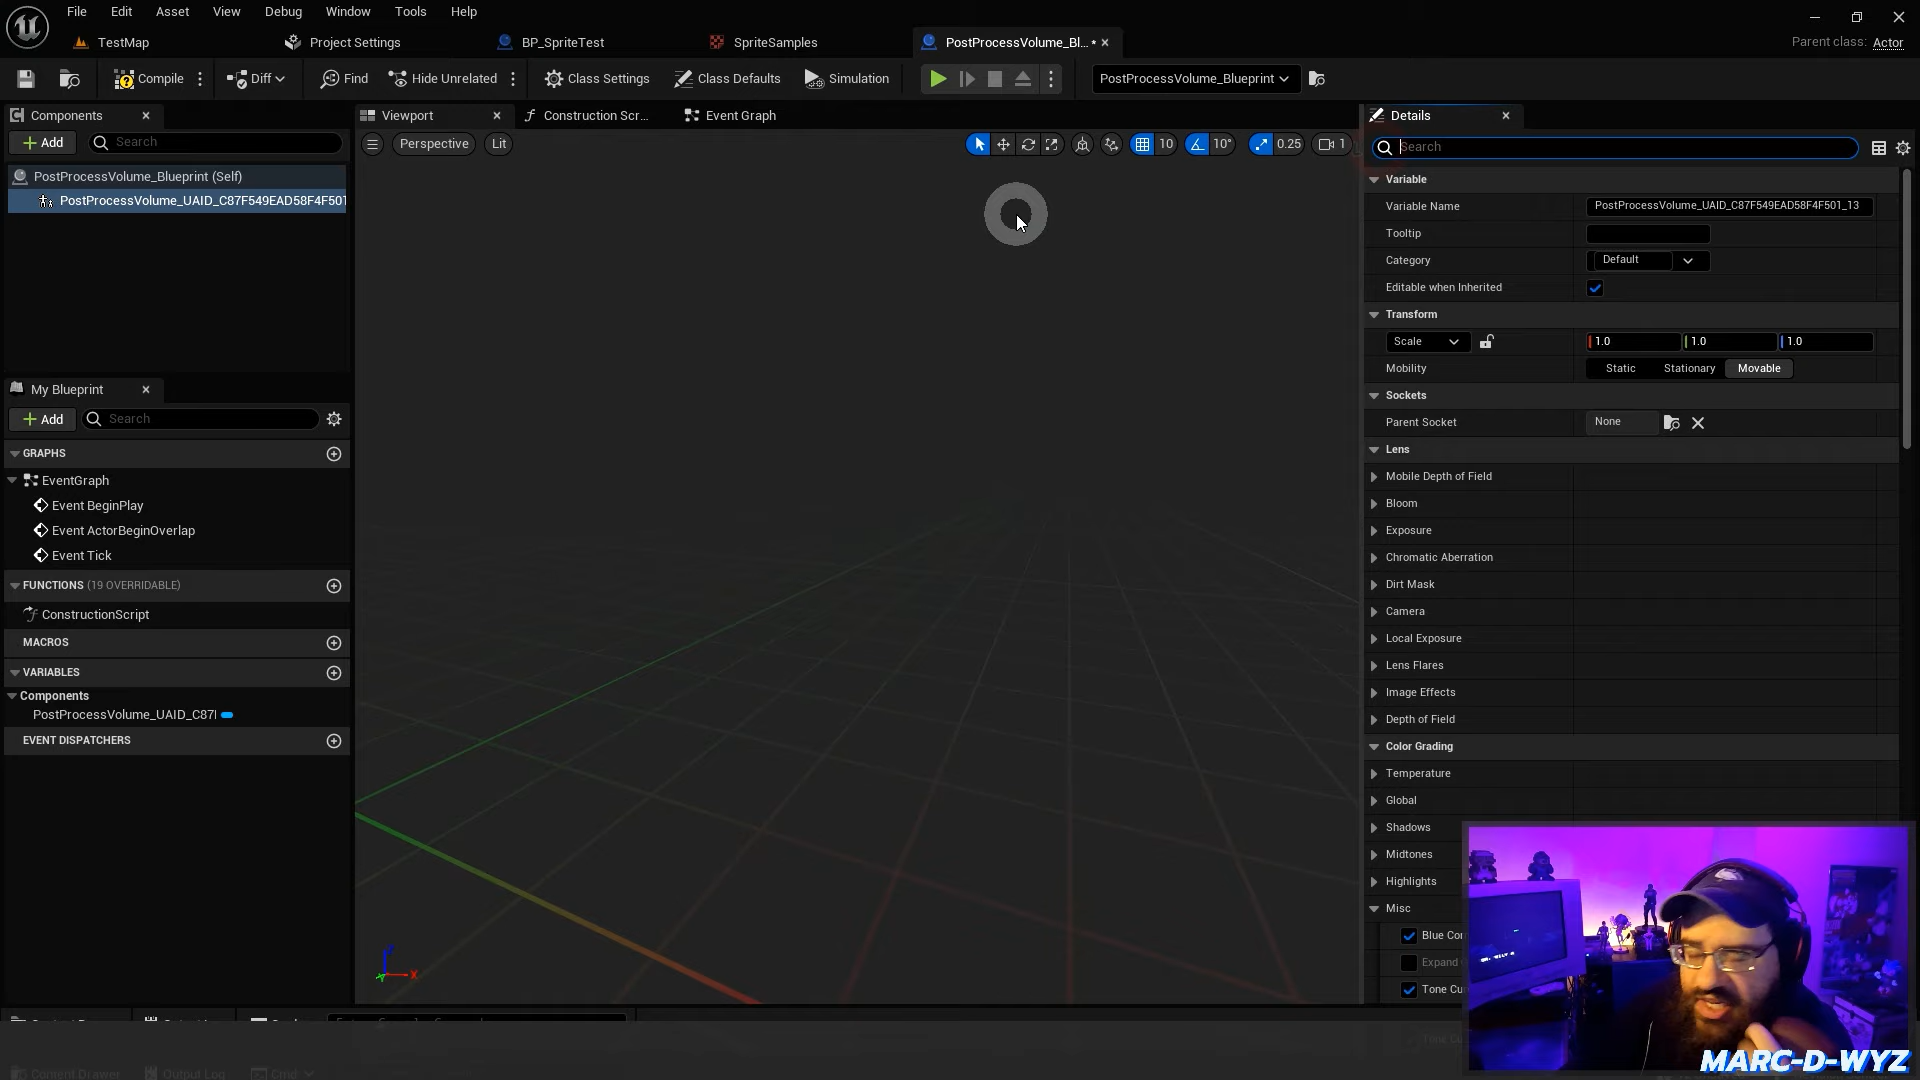 File Edit Asset View Debug Window Tools Help
TestMap Project Settings BP_SpriteTest SpriteSamples PostProcessVolume_Bl... •
Parent class: Actor
Compile Diff Find Hide Unrelated Class Settings Class Defaults Simulation PostProcessVolume_Blueprint
Components
Add Search
PostProcessVolume_Blueprint (Self)
PostProcessVolume_UAID_C87F549EAD58F4F501
My Blueprint
Add Search
GRAPHS
EventGraph
Event BeginPlay
Event ActorBeginOverlap
Event Tick
FUNCTIONS (19 OVERRIDABLE)
ConstructionScript
MACROS
VARIABLES
Components
PostProcessVolume_UAID_C87
EVENT DISPATCHERS
Viewport Construction Scr... Event Graph
Perspective Lit 10 10° 0.25 1
X
Details
Search
Variable
Variable Name PostProcessVolume_UAID_C87F549EAD58F4F501_13
Tooltip
Category Default
Editable when Inherited
Transform
Scale 1.0 1.0 1.0
Mobility Static Stationary Movable
Sockets
Parent Socket None
Lens
Mobile Depth of Field
Bloom
Exposure
Chromatic Aberration
Dirt Mask
Camera
Local Exposure
Lens Flares
Image Effects
Depth of Field
Color Grading
Temperature
Global
Shadows
Midtones
Highlights
Misc
Blue Cor
Expand
Tone Cu
Content Drawer Output Log Cmd
MARC-D-WYZ